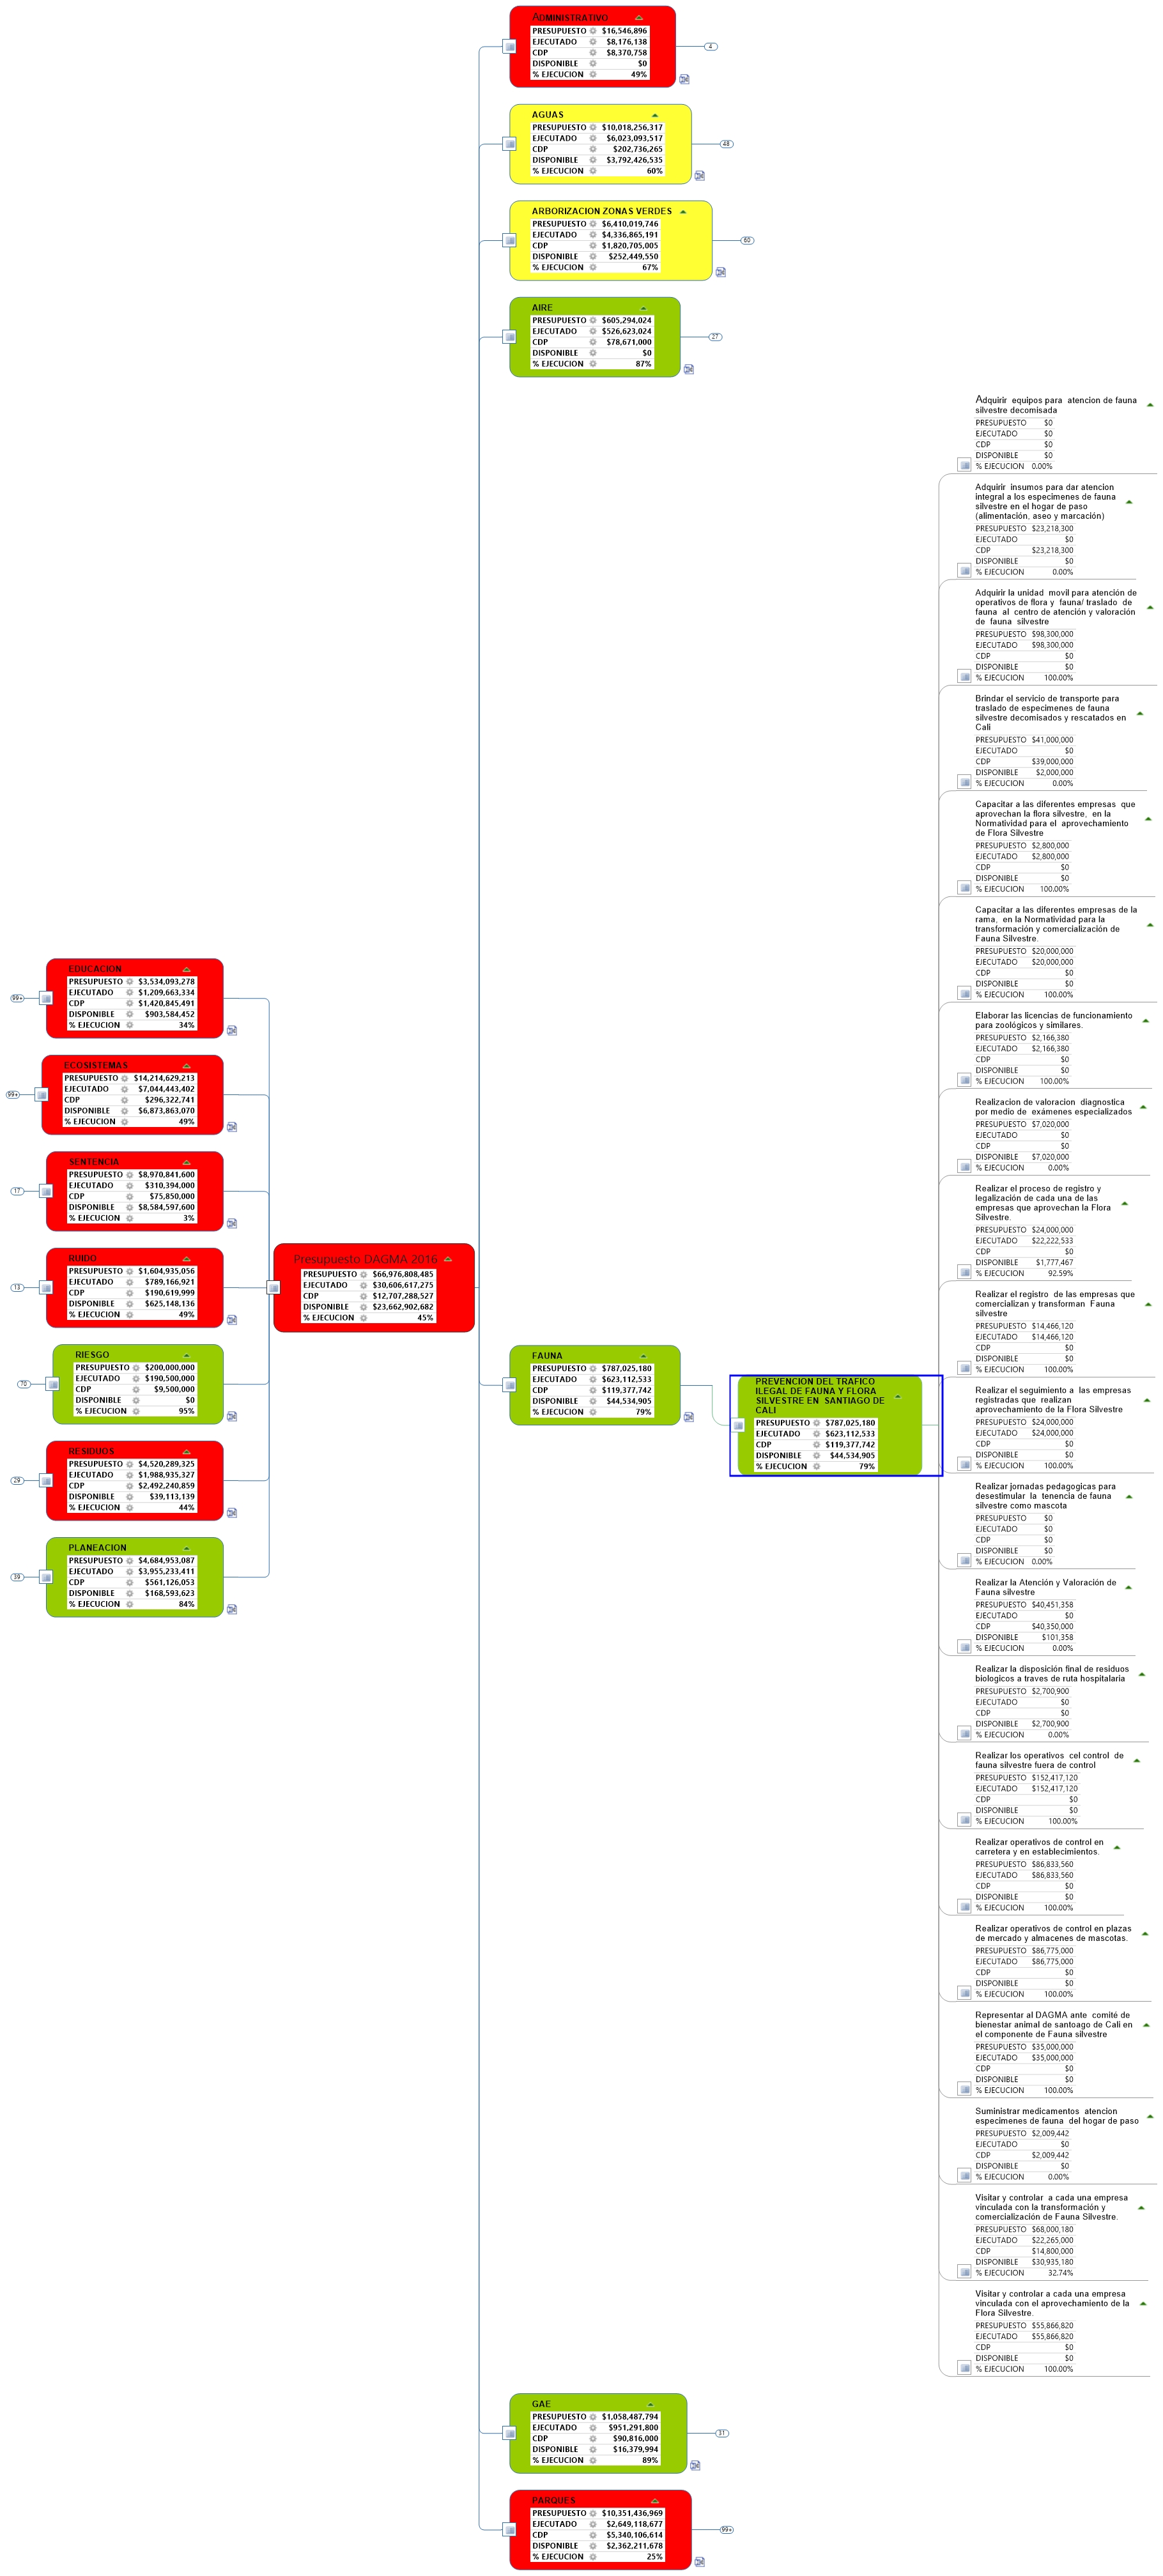 ADMINISTRATIVO
PRESUPUESTO $16,546,896
EJECUTADO $8,176,138
CDP $8,370,758
DISPONIBLE $0
% EJECUCION 49%
4
AGUAS
PRESUPUESTO $10,018,256,317
EJECUTADO $6,023,093,517
CDP $202,736,265
DISPONIBLE $3,792,426,535
% EJECUCION 60%
48
ARBORIZACION ZONAS VERDES
PRESUPUESTO $6,410,019,746
EJECUTADO $4,336,865,191
CDP $1,820,705,005
DISPONIBLE $252,449,550
% EJECUCION 67%
60
AIRE
PRESUPUESTO $605,294,024
EJECUTADO $526,623,024
CDP $78,671,000
DISPONIBLE $0
% EJECUCION 87%
27
EDUCACION
PRESUPUESTO $3,534,093,278
EJECUTADO $1,209,663,334
CDP $1,420,845,491
DISPONIBLE $903,584,452
% EJECUCION 34%
99+
ECOSISTEMAS
PRESUPUESTO $14,214,629,213
EJECUTADO $7,044,443,402
CDP $296,322,741
DISPONIBLE $6,873,863,070
% EJECUCION 49%
99+
SENTENCIA
PRESUPUESTO $8,970,841,600
EJECUTADO $310,394,000
CDP $75,850,000
DISPONIBLE $8,584,597,600
% EJECUCION 3%
17
RUIDO
PRESUPUESTO $1,604,935,056
EJECUTADO $789,166,921
CDP $190,619,999
DISPONIBLE $625,148,136
% EJECUCION 49%
13
RIESGO
PRESUPUESTO $200,000,000
EJECUTADO $190,500,000
CDP $9,500,000
DISPONIBLE $0
% EJECUCION 95%
70
RESIDUOS
PRESUPUESTO $4,520,289,325
EJECUTADO $1,988,935,327
CDP $2,492,240,859
DISPONIBLE $39,113,139
% EJECUCION 44%
29
PLANEACION
PRESUPUESTO $4,684,953,087
EJECUTADO $3,955,233,411
CDP $561,126,053
DISPONIBLE $168,593,623
% EJECUCION 84%
39
Presupuesto DAGMA 2016
PRESUPUESTO $66,976,808,485
EJECUTADO $30,606,617,275
CDP $12,707,288,527
DISPONIBLE $23,662,902,682
% EJECUCION 45%
FAUNA
PRESUPUESTO $787,025,180
EJECUTADO $623,112,533
CDP $119,377,742
DISPONIBLE $44,534,905
% EJECUCION 79%
PREVENCION DEL TRAFICO
ILEGAL DE FAUNA Y FLORA
SILVESTRE EN SANTIAGO DE
CALI
PRESUPUESTO $787,025,180
EJECUTADO $623,112,533
CDP $119,377,742
DISPONIBLE $44,534,905
% EJECUCION 79%
Adquirir equipos para atencion de fauna
silvestre decomisada
PRESUPUESTO $0
EJECUTADO $0
CDP $0
DISPONIBLE $0
% EJECUCION 0.00%
Adquirir insumos para dar atencion
integral a los especimenes de fauna
silvestre en el hogar de paso
(alimentación, aseo y marcación)
PRESUPUESTO $23,218,300
EJECUTADO $0
CDP $23,218,300
DISPONIBLE $0
% EJECUCION 0.00%
Adquirir la unidad movil para atención de
operativos de flora y fauna/ traslado de
fauna al centro de atención y valoración
de fauna silvestre
PRESUPUESTO $98,300,000
EJECUTADO $98,300,000
CDP $0
DISPONIBLE $0
% EJECUCION 100.00%
Brindar el servicio de transporte para
traslado de especimenes de fauna
silvestre decomisados y rescatados en
Cali
PRESUPUESTO $41,000,000
EJECUTADO $0
CDP $39,000,000
DISPONIBLE $2,000,000
% EJECUCION 0.00%
Capacitar a las diferentes empresas que
aprovechan la flora silvestre, en la
Normatividad para el aprovechamiento
de Flora Silvestre
PRESUPUESTO $2,800,000
EJECUTADO $2,800,000
CDP $0
DISPONIBLE $0
% EJECUCION 100.00%
Capacitar a las diferentes empresas de la
rama, en la Normatividad para la
transformación y comercialización de
Fauna Silvestre.
PRESUPUESTO $20,000,000
EJECUTADO $20,000,000
CDP $0
DISPONIBLE $0
% EJECUCION 100.00%
Elaborar las licencias de funcionamiento
para zoológicos y similares.
PRESUPUESTO $2,166,380
EJECUTADO $2,166,380
CDP $0
DISPONIBLE $0
% EJECUCION 100.00%
Realizacion de valoracion diagnostica
por medio de exámenes especializados
PRESUPUESTO $7,020,000
EJECUTADO $0
CDP $0
DISPONIBLE $7,020,000
% EJECUCION 0.00%
Realizar el proceso de registro y
legalización de cada una de las
empresas que aprovechan la Flora
Silvestre.
PRESUPUESTO $24,000,000
EJECUTADO $22,222,533
CDP $0
DISPONIBLE $1,777,467
% EJECUCION 92.59%
Realizar el registro de las empresas que
comercializan y transforman Fauna
silvestre
PRESUPUESTO $14,466,120
EJECUTADO $14,466,120
CDP $0
DISPONIBLE $0
% EJECUCION 100.00%
Realizar el seguimiento a las empresas
registradas que realizan
aprovechamiento de la Flora Silvestre
PRESUPUESTO $24,000,000
EJECUTADO $24,000,000
CDP $0
DISPONIBLE $0
% EJECUCION 100.00%
Realizar jornadas pedagogicas para
desestimular la tenencia de fauna
silvestre como mascota
PRESUPUESTO $0
EJECUTADO $0
CDP $0
DISPONIBLE $0
% EJECUCION 0.00%
Realizar la Atención y Valoración de
Fauna silvestre
PRESUPUESTO $40,451,358
EJECUTADO $0
CDP $40,350,000
DISPONIBLE $101,358
% EJECUCION 0.00%
Realizar la disposición final de residuos
biologicos a traves de ruta hospitalaria
PRESUPUESTO $2,700,900
EJECUTADO $0
CDP $0
DISPONIBLE $2,700,900
% EJECUCION 0.00%
Realizar los operativos cel control de
fauna silvestre fuera de control
PRESUPUESTO $152,417,120
EJECUTADO $152,417,120
CDP $0
DISPONIBLE $0
% EJECUCION 100.00%
Realizar operativos de control en
carretera y en establecimientos.
PRESUPUESTO $86,833,560
EJECUTADO $86,833,560
CDP $0
DISPONIBLE $0
% EJECUCION 100.00%
Realizar operativos de control en plazas
de mercado y almacenes de mascotas.
PRESUPUESTO $86,775,000
EJECUTADO $86,775,000
CDP $0
DISPONIBLE $0
% EJECUCION 100.00%
Representar al DAGMA ante comité de
bienestar animal de santoago de Cali en
el componente de Fauna silvestre
PRESUPUESTO $35,000,000
EJECUTADO $35,000,000
CDP $0
DISPONIBLE $0
% EJECUCION 100.00%
Suministrar medicamentos atencion
especimenes de fauna del hogar de paso
PRESUPUESTO $2,009,442
EJECUTADO $0
CDP $2,009,442
DISPONIBLE $0
% EJECUCION 0.00%
Visitar y controlar a cada una empresa
vinculada con la transformación y
comercialización de Fauna Silvestre.
PRESUPUESTO $68,000,180
EJECUTADO $22,265,000
CDP $14,800,000
DISPONIBLE $30,935,180
% EJECUCION 32.74%
Visitar y controlar a cada una empresa
vinculada con el aprovechamiento de la
Flora Silvestre.
PRESUPUESTO $55,866,820
EJECUTADO $55,866,820
CDP $0
DISPONIBLE $0
% EJECUCION 100.00%
GAE
PRESUPUESTO $1,058,487,794
EJECUTADO $951,291,800
CDP $90,816,000
DISPONIBLE $16,379,994
% EJECUCION 89%
31
PARQUES
PRESUPUESTO $10,351,436,969
EJECUTADO $2,649,118,677
CDP $5,340,106,614
DISPONIBLE $2,362,211,678
% EJECUCION 25%
99+